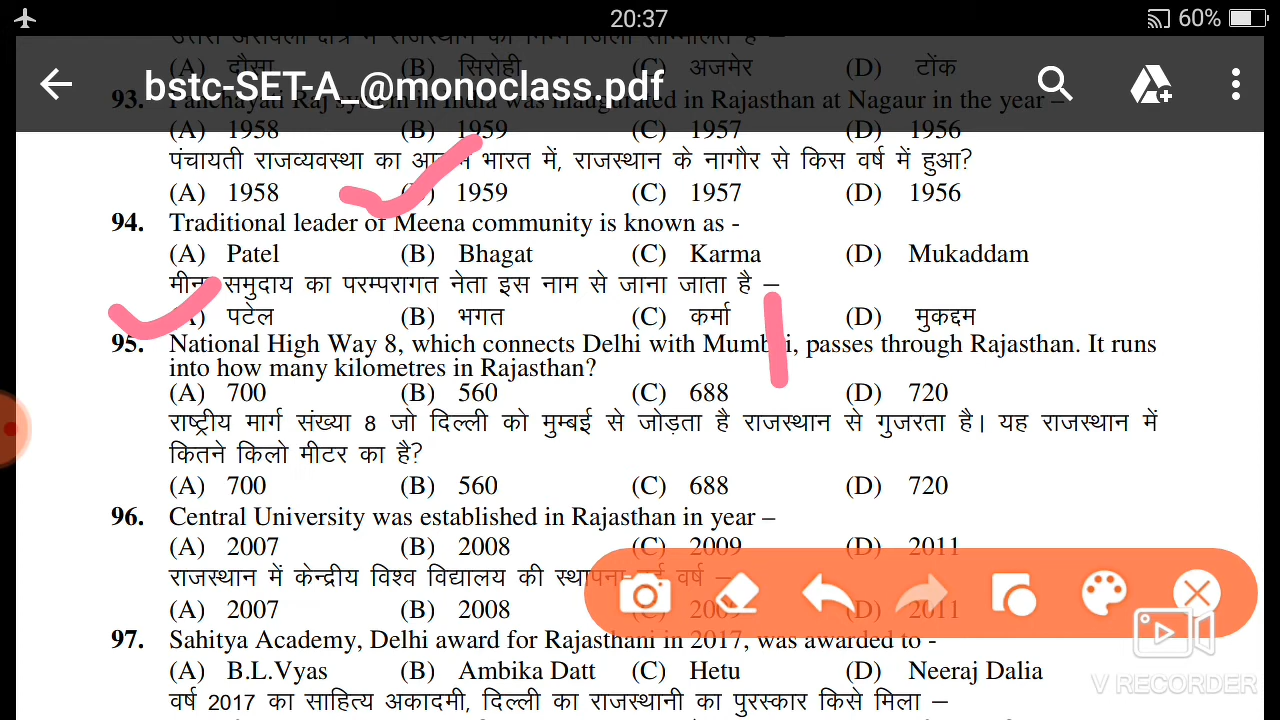 20:37
60%
bstc-SET-A_@monoclass.pdf
(A) दौसा (B) सिरोही (C) अजमेर (D) टोंक
93. Panchayati Raj system in India was inaugurated in Rajasthan at Nagaur in the year –
(A) 1958 (B) 1959 (C) 1957 (D) 1956
पंचायती राजव्यवस्था का भारत में, राजस्थान के नागौर से किस वर्ष में हुआ?
(A) 1958 1959 (C) 1957 (D) 1956
94. Traditional leader of Meena community is known as -
(A) Patel (B) Bhagat (C) Karma (D) Mukaddam
मीना समुदाय का परम्परागत नेता इस नाम से जाना जाता है –
(A) पटेल (B) भगत (C) कर्मा (D) मुकद्दम
95. National High Way 8, which connects Delhi with Mumbai, passes through Rajasthan. It runs
into how many kilometres in Rajasthan?
(A) 700 (B) 560 (C) 688 (D) 720
राष्ट्रीय मार्ग संख्या 8 जो दिल्ली को मुम्बई से जोड़ता है राजस्थान से गुजरता है। यह राजस्थान में
कितने किलो मीटर का है?
(A) 700 (B) 560 (C) 688 (D) 720
96. Central University was established in Rajasthan in year –
(A) 2007 (B) 2008 (C) 2009 (D) 2011
राजस्थान में केन्द्रीय विश्व विद्यालय की स्थापना हुई वर्ष –
(A) 2007 (B) 2008 (C) 2009 (D) 2011
97. Sahitya Academy, Delhi award for Rajasthani in 2017, was awarded to -
(A) B.L.Vyas (B) Ambika Datt (C) Hetu (D) Neeraj Dalia
V RECORDER
वर्ष 2017 का साहित्य अकादमी, दिल्ली का राजस्थानी का पुरस्कार किसे मिला –